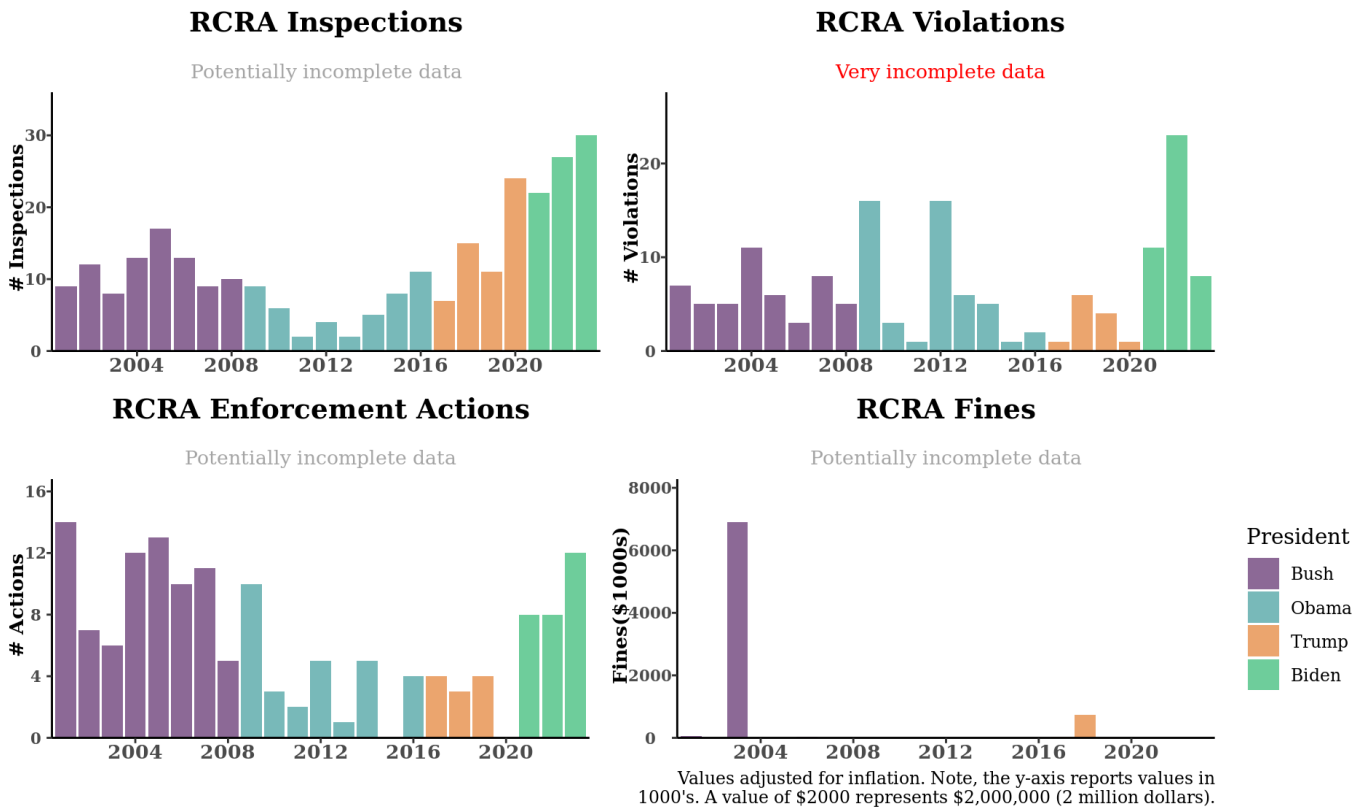 RCRA Inspections
Potentially incomplete data
# Inspections
30
20
10
0
2004 2008 2012 2016 2020
RCRA Violations
Very incomplete data
# Violations
20
10
0
2004 2008 2012 2016 2020
RCRA Enforcement Actions
Potentially incomplete data
# Actions
16
12
8
4
0
2004 2008 2012 2016 2020
RCRA Fines
Potentially incomplete data
Fines($1000s)
8000
6000
4000
2000
0
2004 2008 2012 2016 2020
Values adjusted for inflation. Note, the y-axis reports values in
1000's. A value of $2000 represents $2,000,000 (2 million dollars).
President
Bush
Obama
Trump
Biden